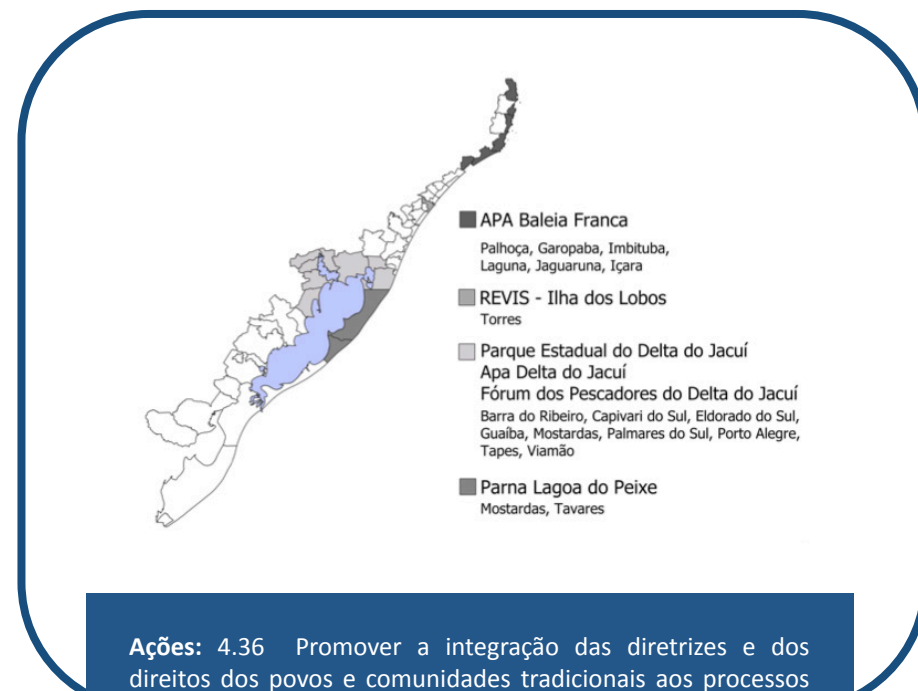 APA Baleia Franca
Palhoça, Garopaba, Imbituba,
Laguna, Jaguaruna, Içara
REVIS - Ilha dos Lobos
Torres
Parque Estadual do Delta do Jacuí
Apa Delta do Jacuí
Fórum dos Pescadores do Delta do Jacuí
Barra do Ribeiro, Capivari do Sul, Eldorado do Sul,
Guaíba, Mostardas, Palmares do Sul, Porto Alegre,
Tapes, Viamão
Parna Lagoa do Peixe
Mostardas, Tavares
Ações: 4.36 Promover a integração das diretrizes e dos
direitos dos povos e comunidades tradicionais aos processos